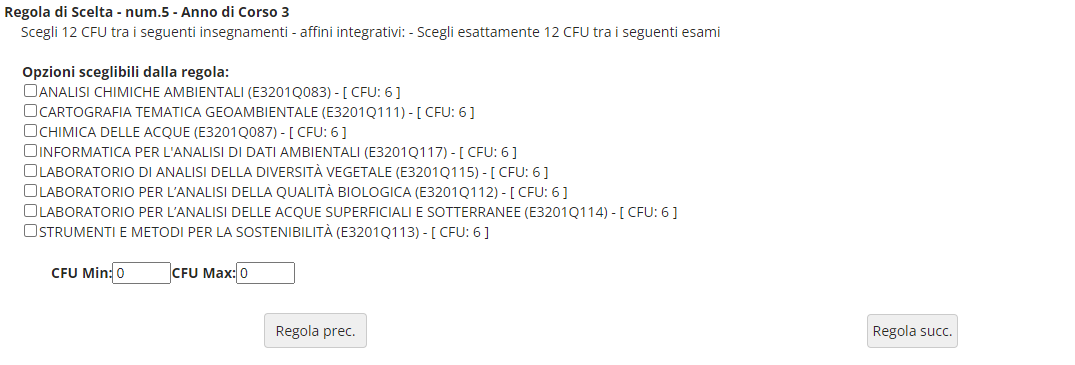 Regola di Scelta - num.5 - Anno di Corso 3
Scegli 12 CFU tra i seguenti insegnamenti - affini integrativi: - Scegli esattamente 12 CFU tra i seguenti esami
Opzioni sceglibili dalla regola:
ANALISI CHIMICHE AMBIENTALI (E3201Q083) - [ CFU: 6 ]
CARTOGRAFIA TEMATICA GEOAMBIENTALE (E3201Q111) - [ CFU: 6 ]
CHIMICA DELLE ACQUE (E3201Q087) - [ CFU: 6 ]
INFORMATICA PER L'ANALISI DI DATI AMBIENTALI (E3201Q117) - [ CFU: 6 ]
LABORATORIO DI ANALISI DELLA DIVERSITÀ VEGETALE (E3201Q115) - [ CFU: 6 ]
LABORATORIO PER L’ANALISI DELLA QUALITÀ BIOLOGICA (E3201Q112) - [ CFU: 6 ]
LABORATORIO PER L’ANALISI DELLE ACQUE SUPERFICIALI E SOTTERRANEE (E3201Q114) - [ CFU: 6 ]
STRUMENTI E METODI PER LA SOSTENIBILITÀ (E3201Q113) - [ CFU: 6 ]
CFU Min: 0 CFU Max: 0
Regola prec. Regola succ.